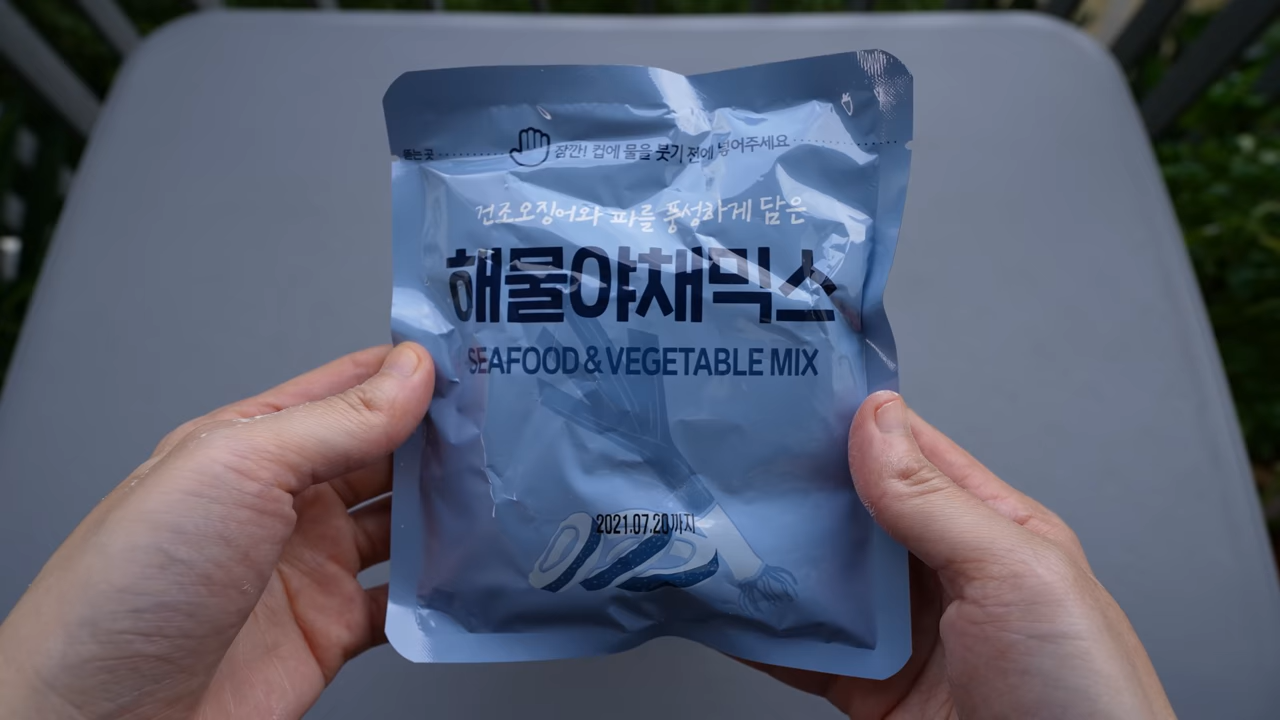 뜯는 곳
잠깐! 컵에 물을 붓기 전에 넣어주세요
건조오징어와 파를 풍성하게 담은
해물야채믹스
SEAFOOD & VEGETABLE MIX
2021.07.20까지